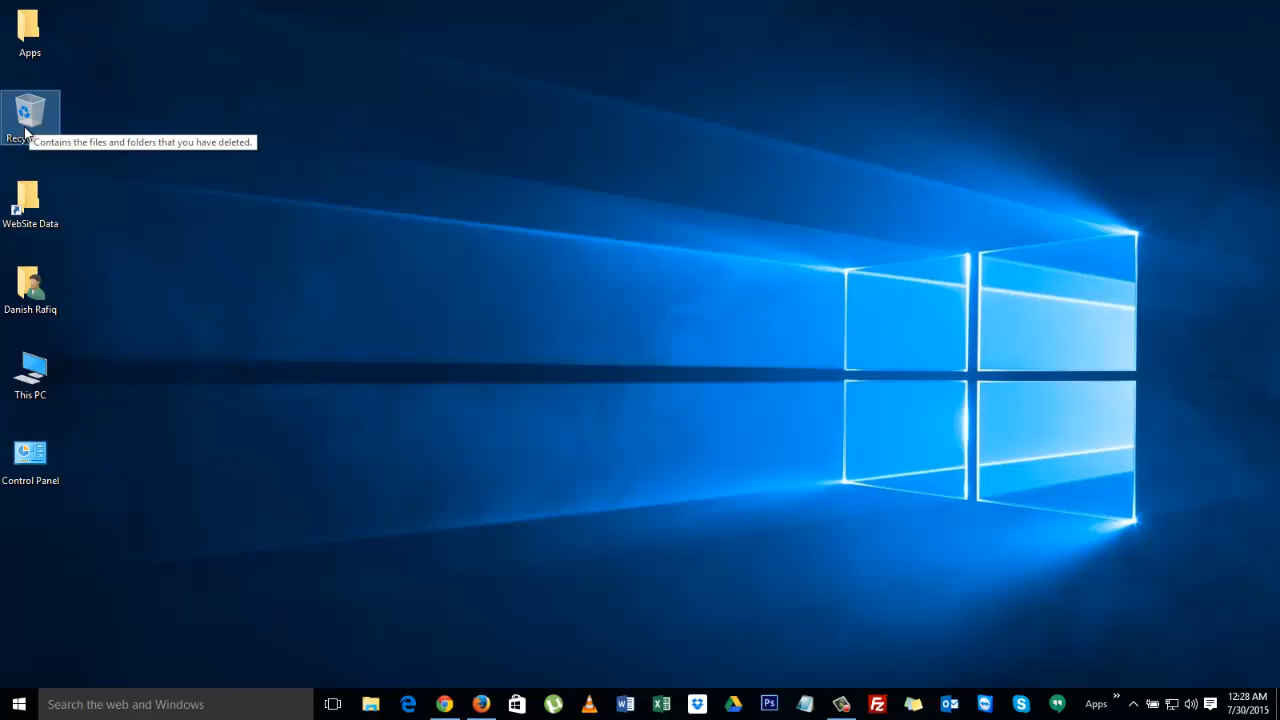 Apps
Contains the files and folders that you have deleted.
WebSite Data
Danish Rafiq
This PC
Control Panel
Search the web and Windows
Apps
12:28 AM
7/30/2015